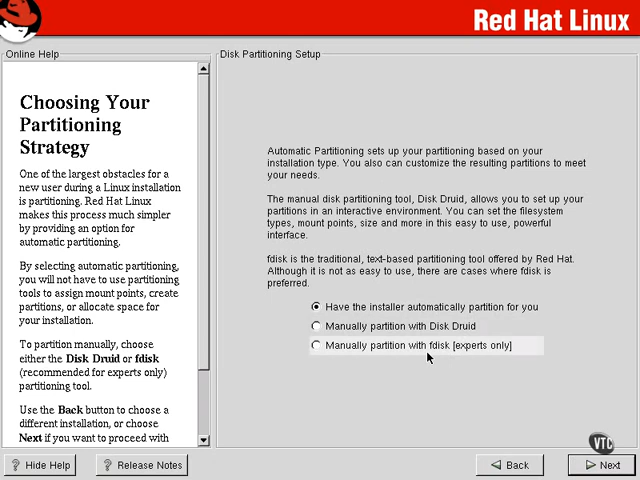 Red Hat Linux
Online Help
Choosing Your
Partitioning
Strategy
One of the largest obstacles for a
new user during a Linux installation
is partitioning. Red Hat Linux
makes this process much simpler
by providing an option for
automatic partitioning.
By selecting automatic partitioning,
you will not have to use partitioning
tools to assign mount points, create
partitions, or allocate space for
your installation.
To partition manually, choose
either the Disk Druid or fdisk
(recommended for experts only)
partitioning tool.
Use the Back button to choose a
different installation, or choose
Next if you want to proceed with
Disk Partitioning Setup
Automatic Partitioning sets up your partitioning based on your
installation type. You also can customize the resulting partitions to meet
your needs.
The manual disk partitioning tool, Disk Druid, allows you to set up your
partitions in an interactive environment. You can set the filesystem
types, mount points, size and more in this easy to use, powerful
interface.
fdisk is the traditional, text-based partitioning tool offered by Red Hat.
Although it is not as easy to use, there are cases where fdisk is
preferred.
Have the installer automatically partition for you
Manually partition with Disk Druid
Manually partition with fdisk [experts only]
VTC
Hide Help
Release Notes
Back
Next